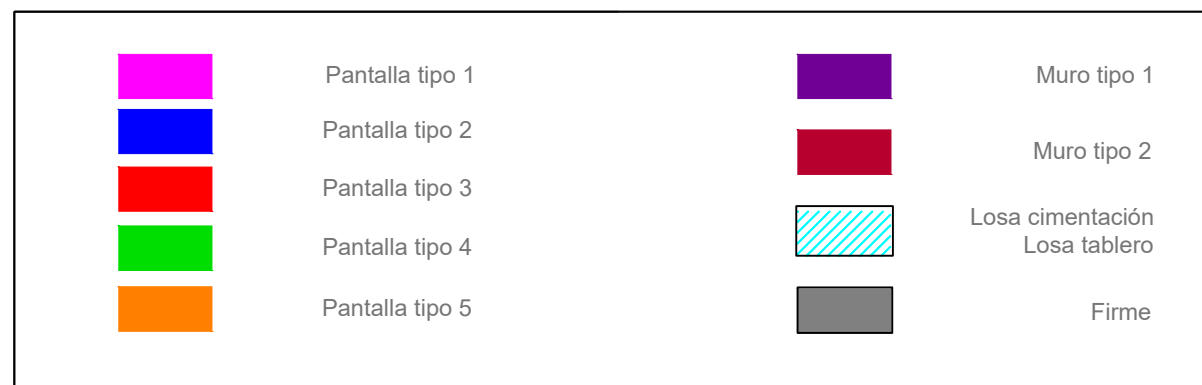 Pantalla tipo 1
Pantalla tipo 2
Pantalla tipo 3
Pantalla tipo 4
Pantalla tipo 5
Muro tipo 1
Muro tipo 2
Losa cimentación
Losa tablero
Firme